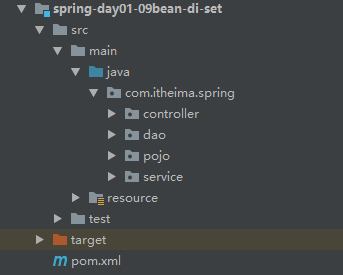 spring-day01-09bean-di-set
src
main
java
com.itheima.spring
controller
dao
pojo
service
resource
test
target
pom.xml